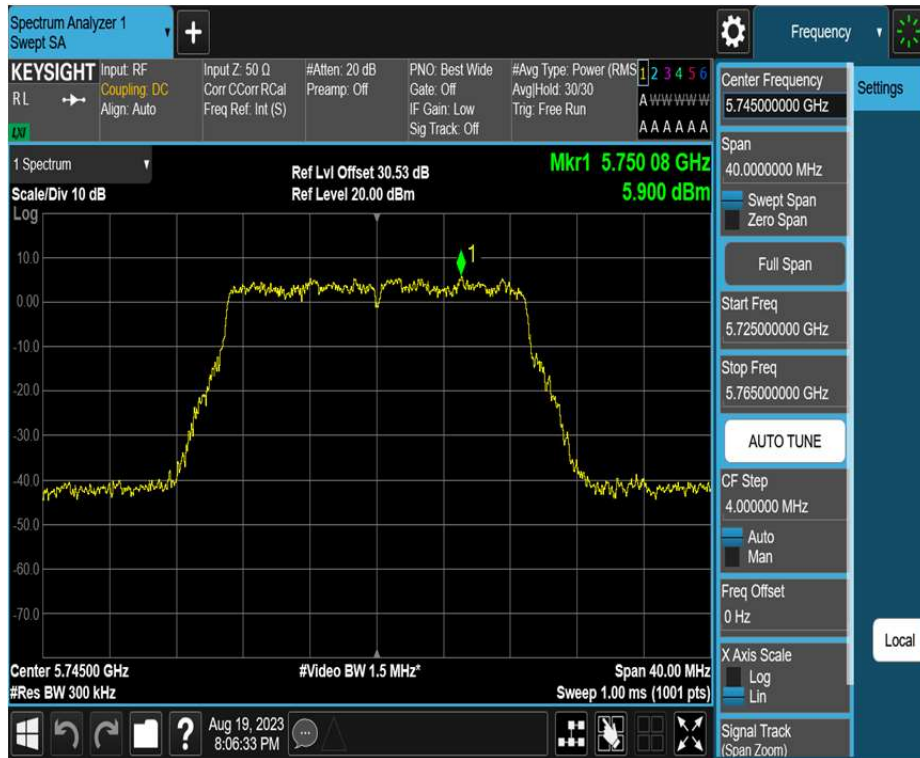 Spectrum Analyzer 1
Swept SA
+
Frequency
KEYSIGHT
R L
LXI
Input: RF
Coupling: DC
Align: Auto
Input Z: 50 Ω
Corr CCorr RCal
Freq Ref: Int (S)
#Atten: 20 dB
Preamp: Off
PNO: Best Wide
Gate: Off
IF Gain: Low
Sig Track: Off
#Avg Type: Power (RMS
Avg|Hold: 30/30
Trig: Free Run
1 2 3 4 5 6
A W W W W W
A A A A A A
1 Spectrum
Scale/Div 10 dB
Log
Ref Lvl Offset 30.53 dB
Ref Level 20.00 dBm
Mkr1 5.750 08 GHz
5.900 dBm
1
10.0
0.00
-10.0
-20.0
-30.0
-40.0
-50.0
-60.0
-70.0
Center 5.74500 GHz
#Res BW 300 kHz
#Video BW 1.5 MHz*
Span 40.00 MHz
Sweep 1.00 ms (1001 pts)
?
Aug 19, 2023
8:06:33 PM
Center Frequency
5.745000000 GHz
Span
40.0000000 MHz
Swept Span
Zero Span
Full Span
Start Freq
5.725000000 GHz
Stop Freq
5.765000000 GHz
AUTO TUNE
CF Step
4.000000 MHz
Auto
Man
Freq Offset
0 Hz
X Axis Scale
Log
Lin
Signal Track
(Span Zoom)
Settings
Local